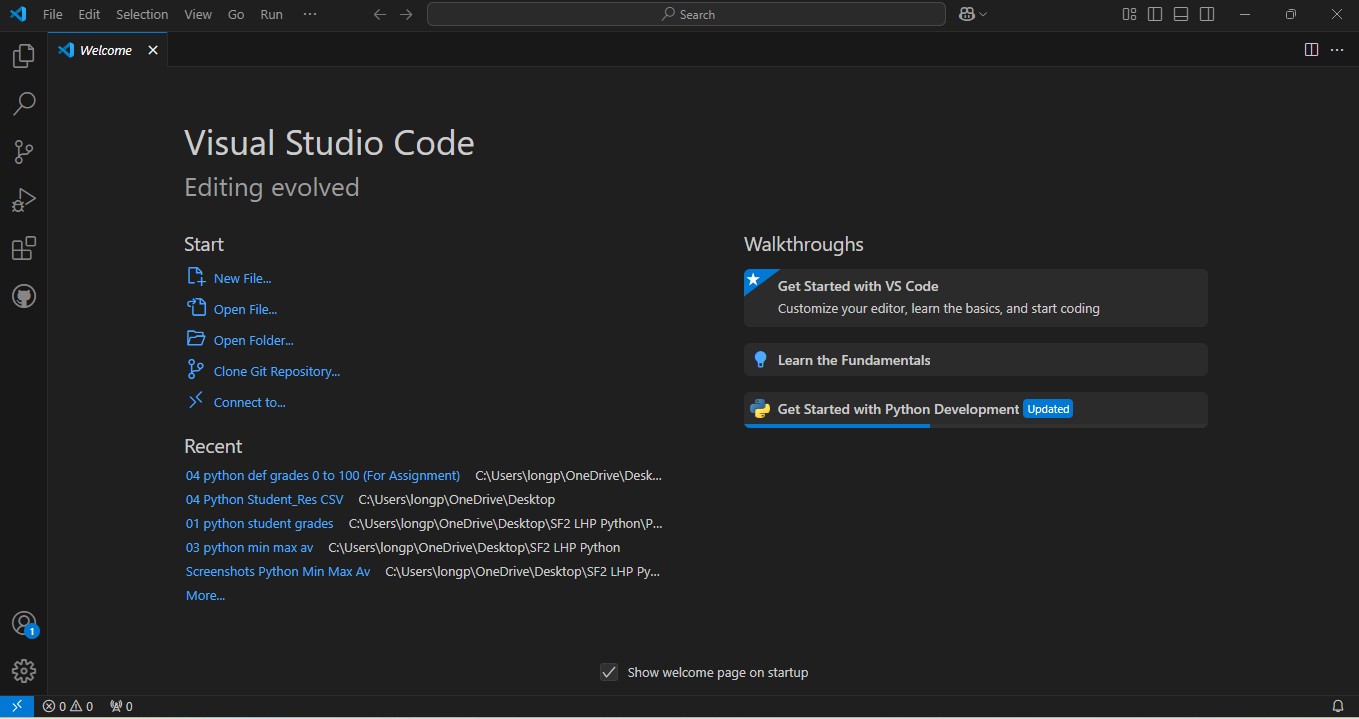 File Edit Selection View Go Run ··· Search
Welcome
Visual Studio Code
Editing evolved
Start
New File...
Open File...
Open Folder...
Clone Git Repository...
Connect to...
Recent
04 python def grades 0 to 100 (For Assignment) C:\Users\longp\OneDrive\Desk...
04 Python Student_Res CSV C:\Users\longp\OneDrive\Desktop
01 python student grades C:\Users\longp\OneDrive\Desktop\SF2 LHP Python\P...
03 python min max av C:\Users\longp\OneDrive\Desktop\SF2 LHP Python
Screenshots Python Min Max Av C:\Users\longp\OneDrive\Desktop\SF2 LHP Py...
More...
Walkthroughs
Get Started with VS Code
Customize your editor, learn the basics, and start coding
Learn the Fundamentals
Get Started with Python Development Updated
1
Show welcome page on startup
0 0 0